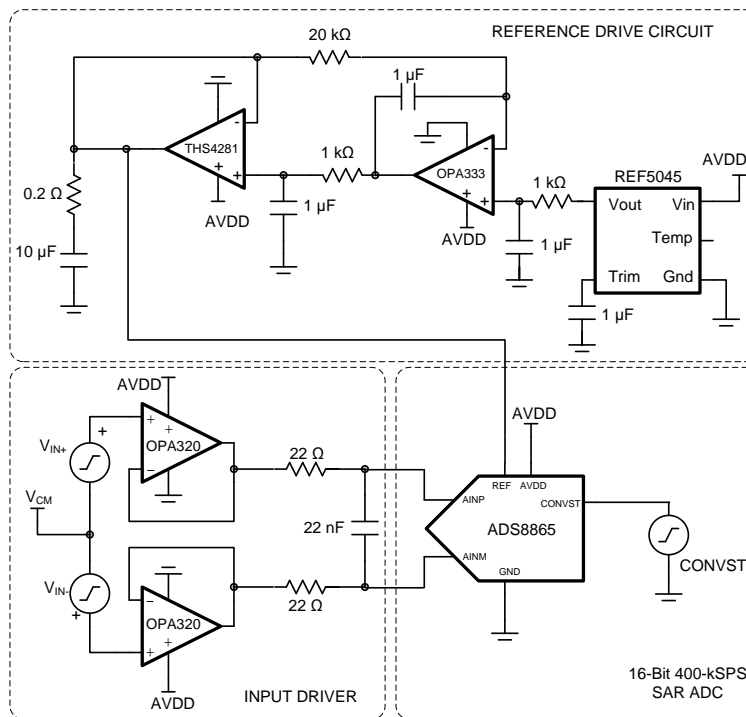 REFERENCE DRIVE CIRCUIT
20 kΩ
1 µF
-
THS4281
+
+
AVDD
1 kΩ
1 µF
-
OPA333
+
+
AVDD
1 kΩ
1 µF
REF5045
AVDD
Vout
Vin
Temp
Trim
Gnd
1 µF
0.2 Ω
10 µF
AVDD
VIN+
+
+
+
OPA320
-
VCM
22 Ω
22 nF
22 Ω
VIN-
+
-
OPA320
+
+
AVDD
INPUT DRIVER
AVDD
REF
AVDD
CONVST
AINP
ADS8865
AINM
GND
CONVST
16-Bit 400-kSPS
SAR ADC